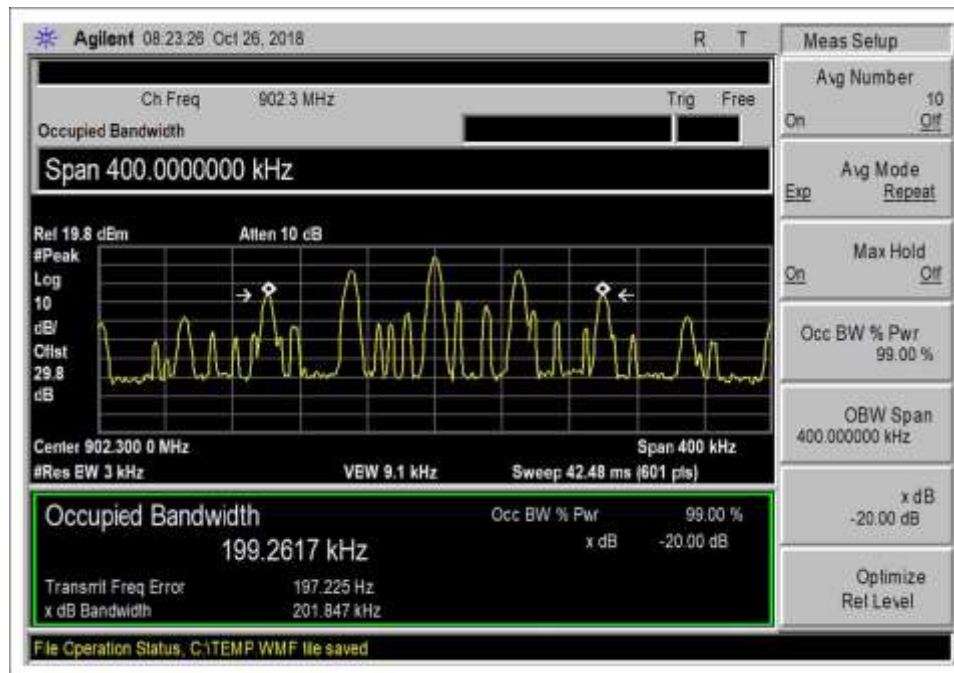 Agilent 08:23:26 Oct 26, 2018 R T
Meas Setup
Ch Freq 902.3 MHz Trig Free
Occupied Bandwidth
Span 400.0000000 kHz
Ref 19.8 dBm Atten 10 dB
#Peak
Log
10
dB/
Offst
29.8
dB
Center 902.300 0 MHz Span 400 kHz
#Res BW 3 kHz VBW 9.1 kHz Sweep 42.48 ms (601 pts)
Occupied Bandwidth Occ BW % Pwr 99.00 %
199.2617 kHz x dB -20.00 dB
Transmit Freq Error 197.225 Hz
x dB Bandwidth 201.847 kHz
File Operation Status, C:\TEMP WMF file saved
Avg Number
10
On Off
Avg Mode
Exp Repeat
Max Hold
On Off
Occ BW % Pwr
99.00 %
OBW Span
400.000000 kHz
x dB
-20.00 dB
Optimize
Ref Level